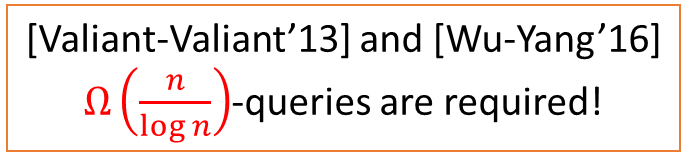 [Valiant-Valiant’13] and [Wu-Yang’16]
Ω(n/log n)-queries are required!